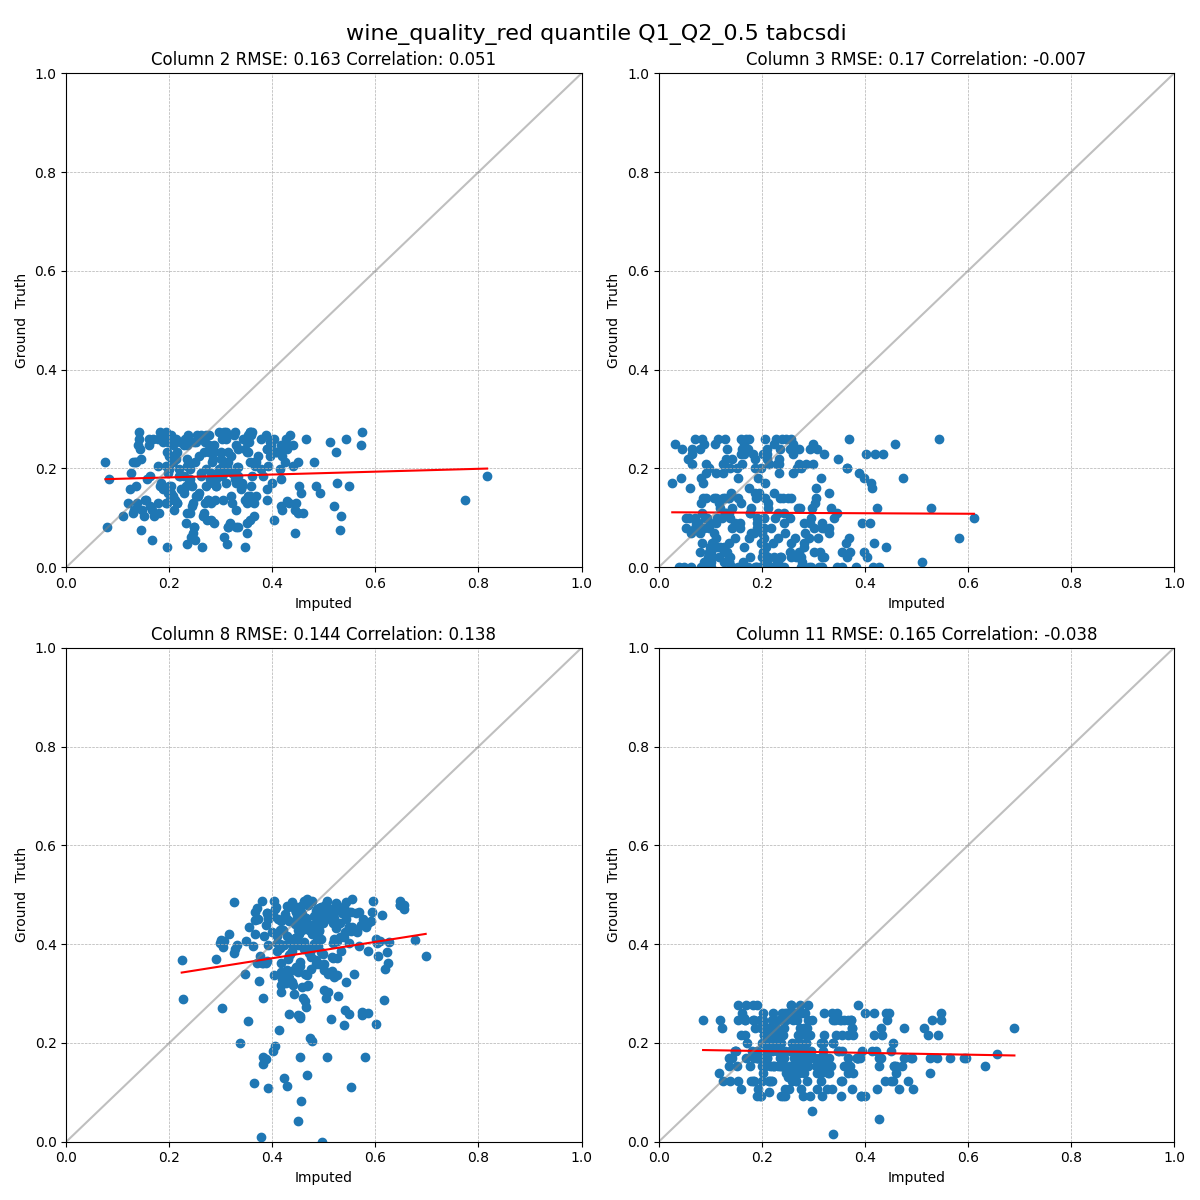 wine_quality_red quantile Q1_Q2_0.5 tabcsdi
Column 2 RMSE: 0.163 Correlation: 0.051
1.0
0.8
0.6
0.4
0.2
0.0
Ground Truth
0.0 0.2 0.4 0.6 0.8 1.0
Imputed
Column 3 RMSE: 0.17 Correlation: -0.007
1.0
0.8
0.6
0.4
0.2
0.0
Ground Truth
0.0 0.2 0.4 0.6 0.8 1.0
Imputed
Column 8 RMSE: 0.144 Correlation: 0.138
1.0
0.8
0.6
0.4
0.2
0.0
Ground Truth
0.0 0.2 0.4 0.6 0.8 1.0
Imputed
Column 11 RMSE: 0.165 Correlation: -0.038
1.0
0.8
0.6
0.4
0.2
0.0
Ground Truth
0.0 0.2 0.4 0.6 0.8 1.0
Imputed